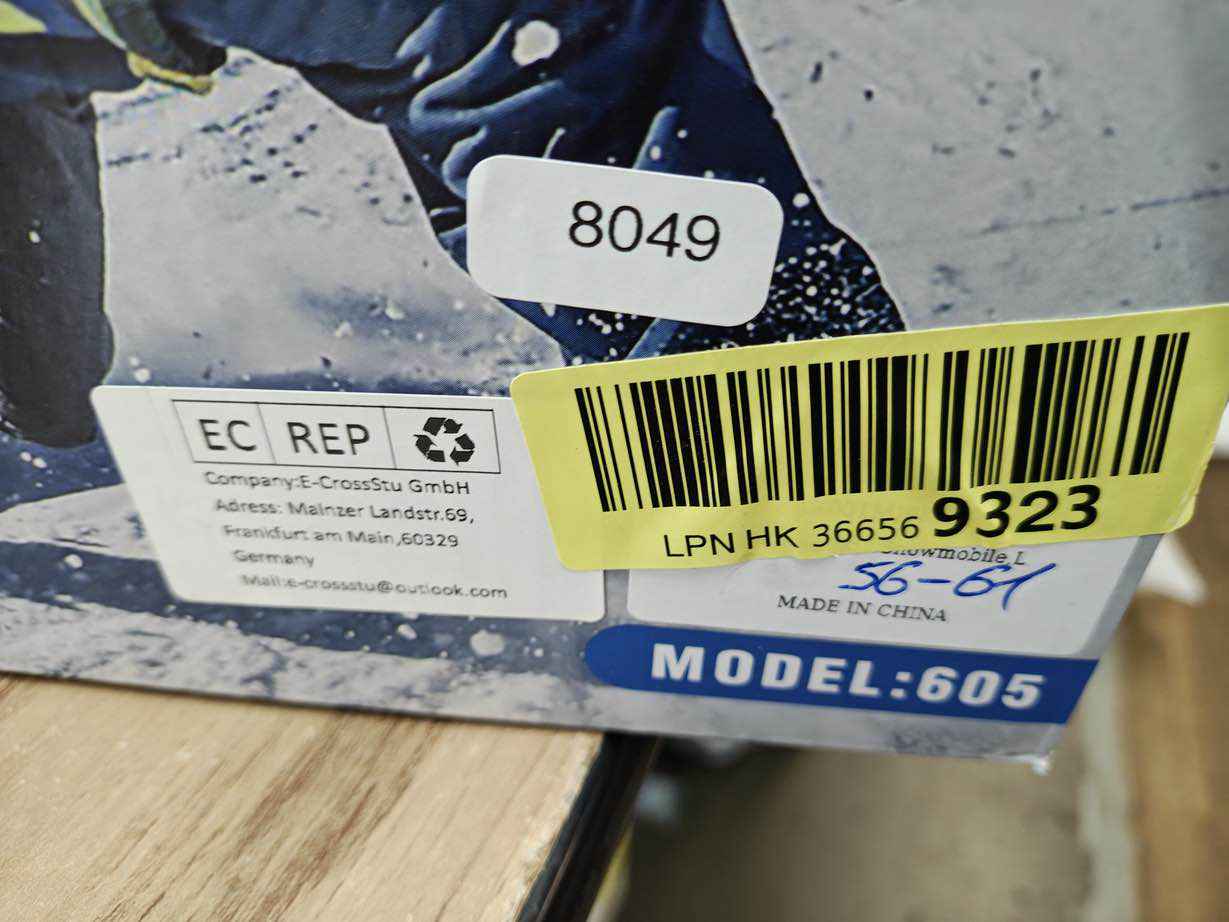 8049
EC REP
Company:E-CrossStu GmbH
Adress: Mainzer Landstr.69,
Frankfurt am Main,60329
Germany
Mail:e-crossstu@outlook.com
LPN HK 36656 9323
Snowmobile,L
56-61
MADE IN CHINA
MODEL:605